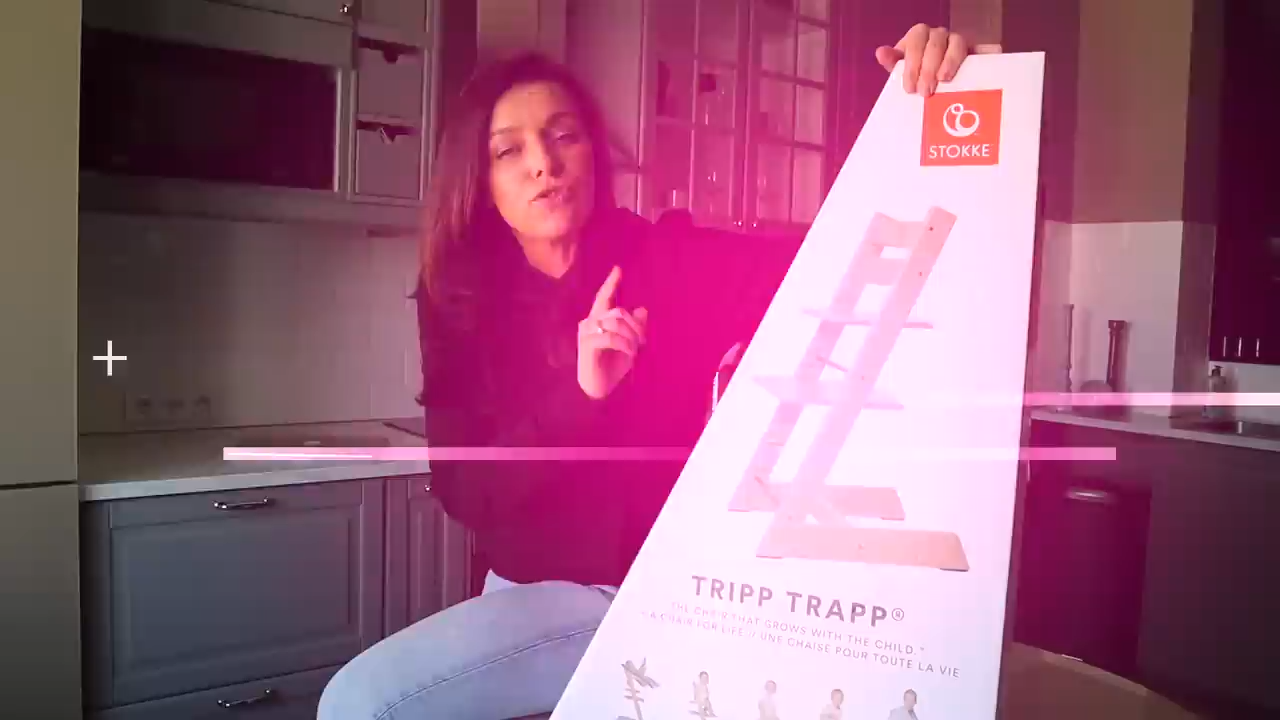 STOKKE
TRIPP TRAPP®
THE CHAIR THAT GROWS WITH THE CHILD.™
A CHAIR FOR LIFE // UNE CHAISE POUR TOUTE LA VIE